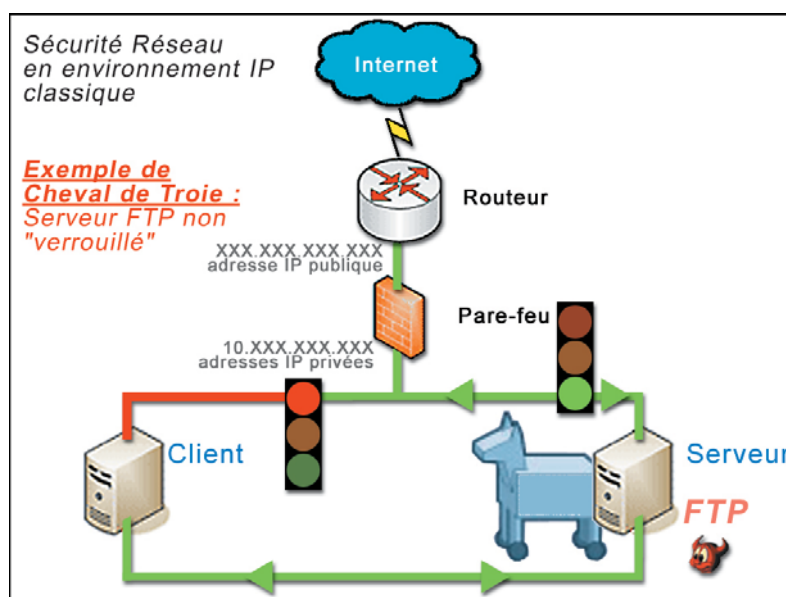 Sécurité Réseau
en environnement IP
classique
Internet
Exemple de
Cheval de Troie :
Serveur FTP non
"verrouillé"
Routeur
XXX.XXX.XXX.XXX
adresse IP publique
Pare-feu
10.XXX.XXX.XXX
adresses IP privées
Client
Serveur
FTP